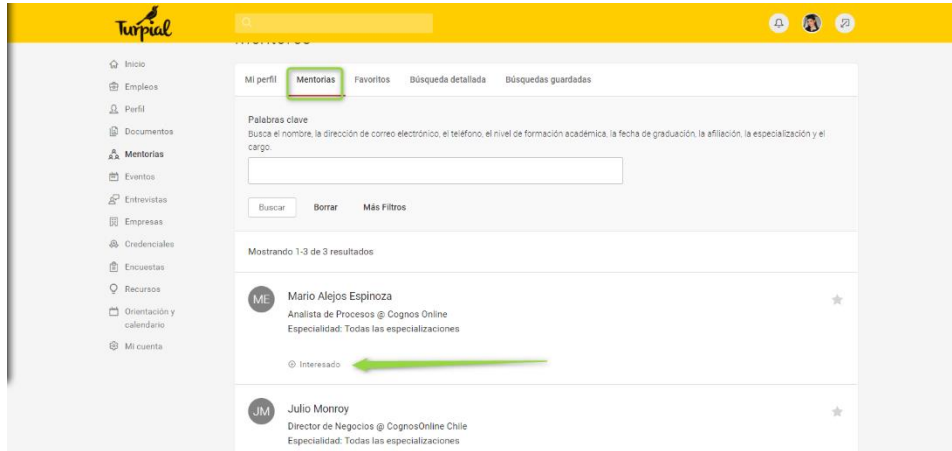 Turpial
Inicio
Empleos
Perfil
Documentos
Mentorías
Eventos
Entrevistas
Empresas
Credenciales
Encuestas
Recursos
Orientación y
calendario
Mi cuenta
Mi perfil Mentorías Favoritos Búsqueda detallada Búsquedas guardadas
Palabras clave
Busca el nombre, la dirección de correo electrónico, el teléfono, el nivel de formación académica, la fecha de graduación, la afiliación, la especialización y el
cargo.
Buscar Borrar Más Filtros
Mostrando 1-3 de 3 resultados
ME
Mario Alejos Espinoza
Analista de Procesos @ Cognos Online
Especialidad: Todas las especializaciones
Interesado
JM
Julio Monroy
Director de Negocios @ CognosOnline Chile
Especialidad: Todas las especializaciones